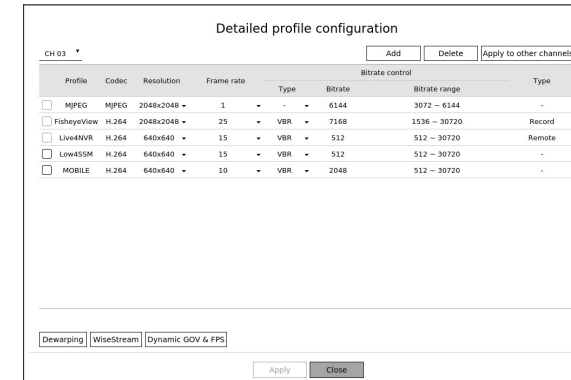 Detailed profile configuration
CH 03 Add Delete Apply to other channels
Profile Codec Resolution Frame rate Bitrate control Type
Type Bitrate Bitrate range
MJPEG MJPEG 2048x2048 1 - 6144 3072 ~ 6144 -
FisheyeView H.264 2048x2048 25 VBR 7168 1536 ~ 30720 Record
Live4NVR H.264 640x640 15 VBR 512 512 ~ 30720 Remote
Low4SSM H.264 640x640 15 VBR 512 512 ~ 30720 -
MOBILE H.264 640x640 10 VBR 2048 512 ~ 30720 -
Dewarping WiseStream Dynamic GOV & FPS
Apply Close